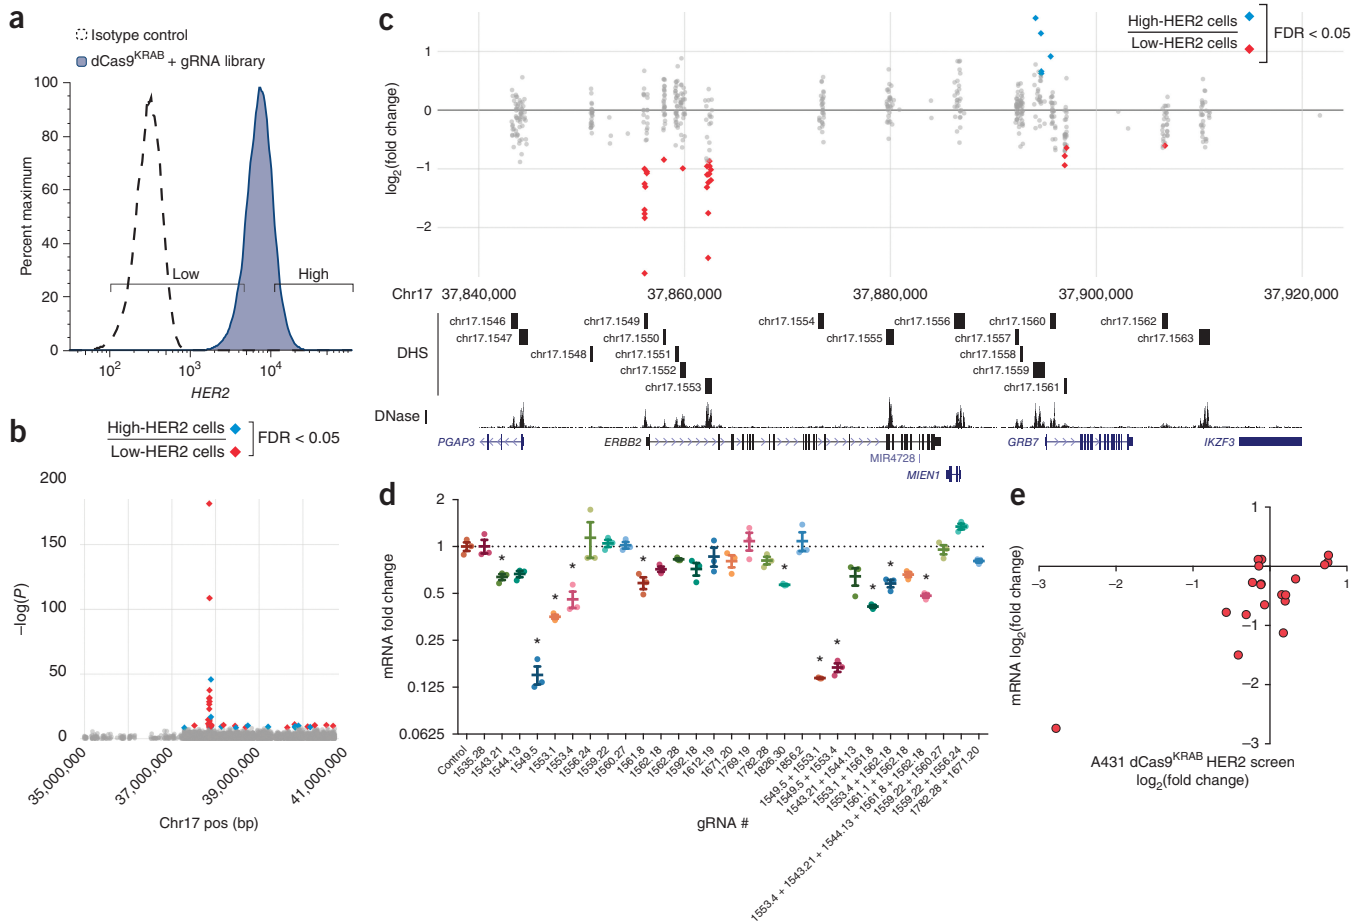 a
Isotype control
dCas9KRAB + gRNA library
Percent maximum
100
80
60
40
20
0
Low
High
10²
10³
10⁴
HER2
b
High-HER2 cells
Low-HER2 cells
FDR < 0.05
−log(P)
200
150
100
50
0
35,000,000
37,000,000
39,000,000
41,000,000
Chr17 pos (bp)
c
High-HER2 cells
Low-HER2 cells
FDR < 0.05
log2(fold change)
1
0
−1
−2
Chr17
37,840,000
37,860,000
37,880,000
37,900,000
37,920,000
DHS
chr17.1546
chr17.1547
chr17.1548
chr17.1549
chr17.1550
chr17.1551
chr17.1552
chr17.1553
chr17.1554
chr17.1555
chr17.1556
chr17.1557
chr17.1558
chr17.1559
chr17.1560
chr17.1561
chr17.1562
chr17.1563
DNase
PGAP3
ERBB2
MIR4728
MIEN1
GRB7
IKZF3
d
mRNA fold change
2
1
0.5
0.25
0.125
0.0625
* * * * * * * * * * *
Control
1535.28
1543.21
1544.13
1549.5
1553.1
1553.4
1556.24
1559.22
1560.27
1561.8
1562.18
1562.28
1592.18
1612.19
1671.20
1769.19
1782.28
1826.30
1856.2
1549.5 + 1553.1
1549.5 + 1553.4
1543.21 + 1544.13
1553.1 + 1561.8
1553.4 + 1562.18
1561.1 + 1562.18
1553.4 + 1543.21 + 1544.13 + 1561.8 + 1562.18
1559.22 + 1560.27
1559.22 + 1556.24
1782.28 + 1671.20
gRNA #
e
mRNA log2(fold change)
1
0
−1
−2
−3
−3
−2
−1
1
A431 dCas9KRAB HER2 screen
log2(fold change)